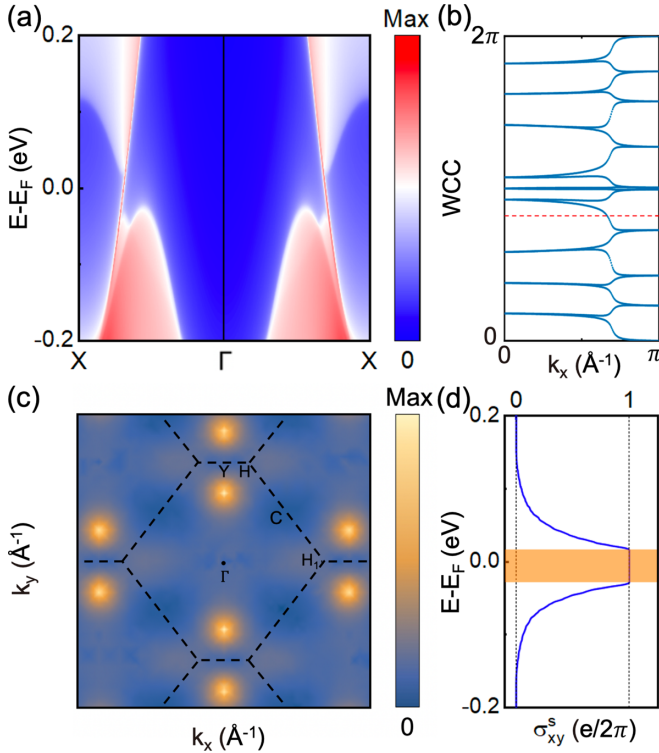 (a)
Max
0.2
0.0
-0.2
E-E_F (eV)
X
Γ
X
0
(b)
2π
WCC
0
0
π
k_x (Å⁻¹)
(c)
Max
k_y (Å⁻¹)
Y
H
C
Γ
H₁
k_x (Å⁻¹)
0
(d)
0
1
0.2
0.0
-0.2
E-E_F (eV)
σ^s_xy (e/2π)